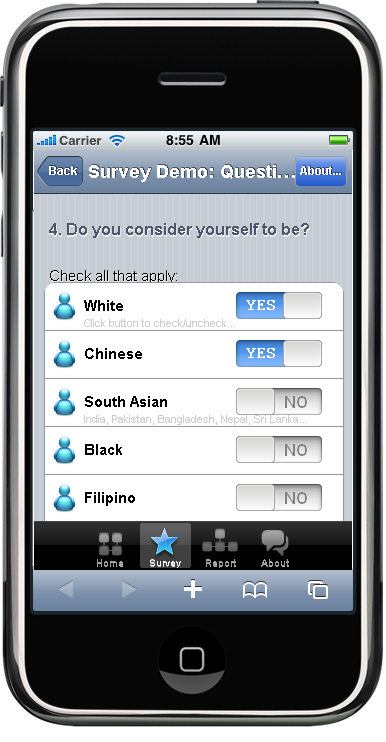 Carrier 8:55 AM
Back Survey Demo: Questi... About...
4. Do you consider yourself to be?
Check all that apply:
White YES
Click button to check/uncheck...
Chinese YES
South Asian NO
India, Pakistan, Bangladesh, Nepal, Sri Lanka...
Black NO
Filipino NO
Home Survey Report About